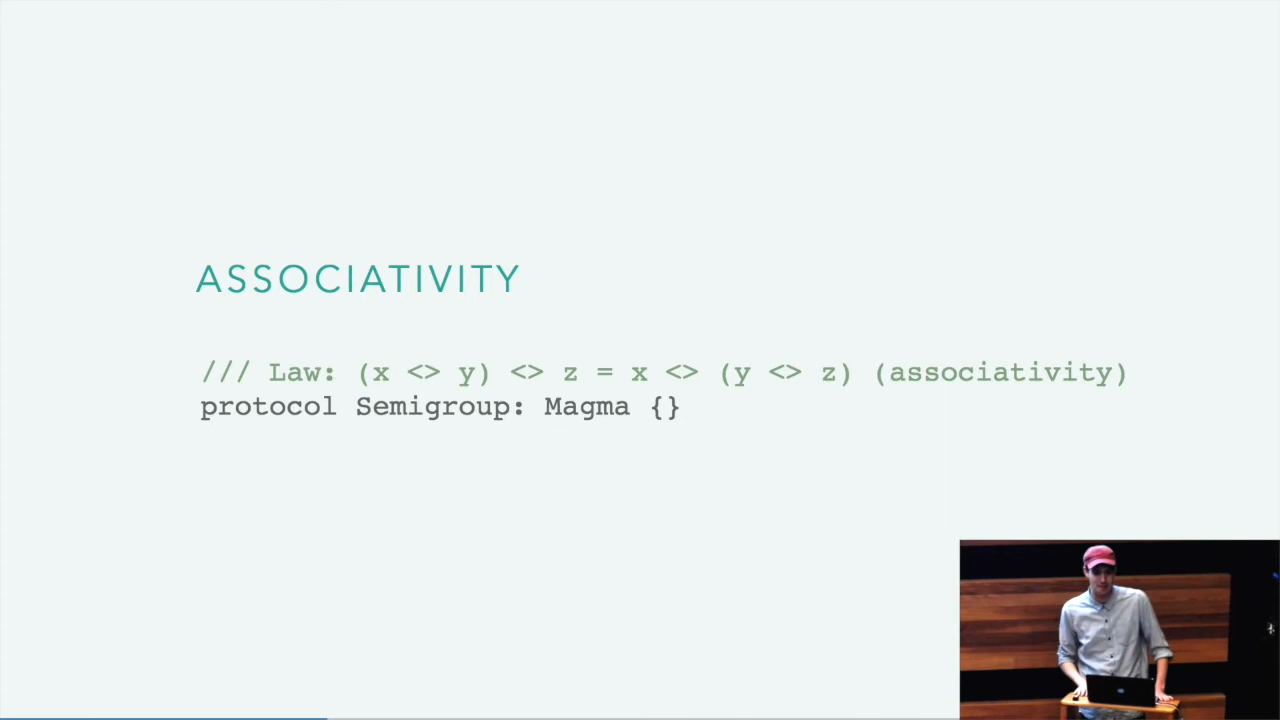 ASSOCIATIVITY
/// Law: (x <> y) <> z = x <> (y <> z) (associativity)
protocol Semigroup: Magma {}